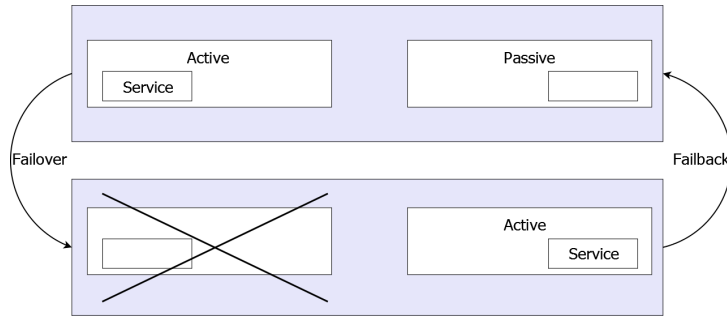 Active
Passive
Service
Failover
Failback
Active
Service